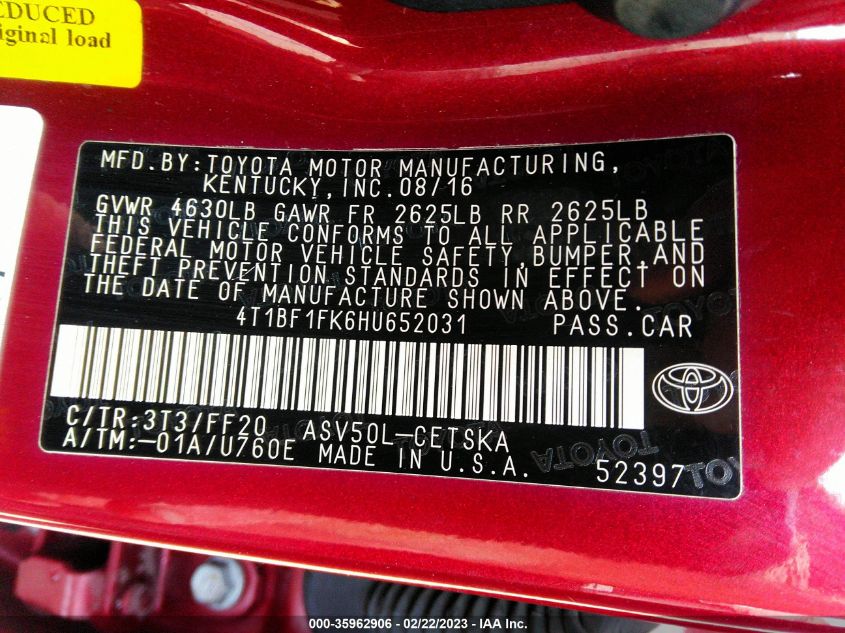 EDUCED
iginal load
MFD.BY:TOYOTA MOTOR MANUFACTURING,
KENTUCKY,INC.08/16
GVWR 4630LB GAWR FR 2625LB RR 2625LB
THIS VEHICLE CONFORMS TO ALL APPLICABLE
FEDERAL MOTOR VEHICLE SAFETY,BUMPER,AND
THEFT PREVENTION STANDARDS IN EFFECT ON
THE DATE OF MANUFACTURE SHOWN ABOVE.
4T1BF1FK6HU652031 PASS.CAR
C/TR:3T3/FF20 ASV50L-CETSKA
A/TM:-01A/U760E MADE IN U.S.A. 52397
TOYOTA
000-35962906 / 02/22/2023 / IAA Inc.